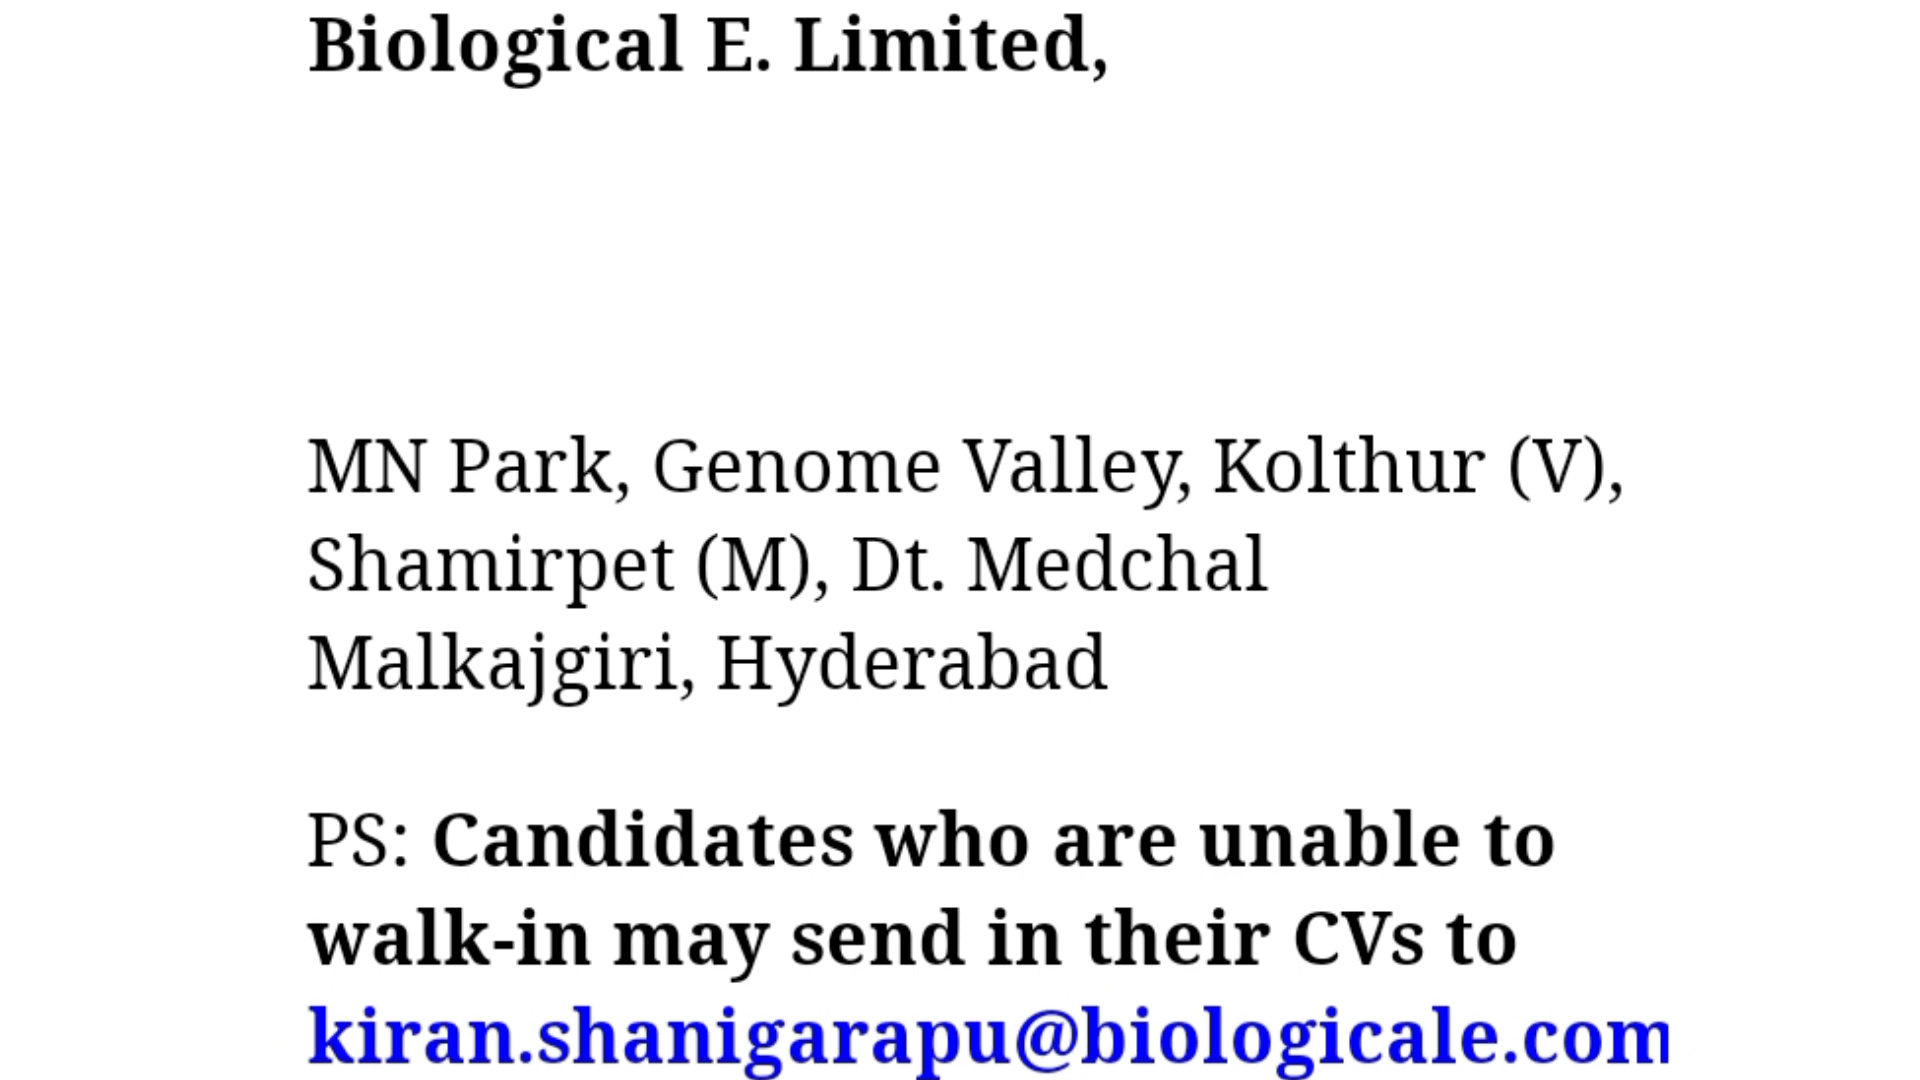 Biological E. Limited,
MN Park, Genome Valley, Kolthur (V),
Shamirpet (M), Dt. Medchal
Malkajgiri, Hyderabad
PS: Candidates who are unable to
walk-in may send in their CVs to
kiran.shanigarapu@biologicale.com